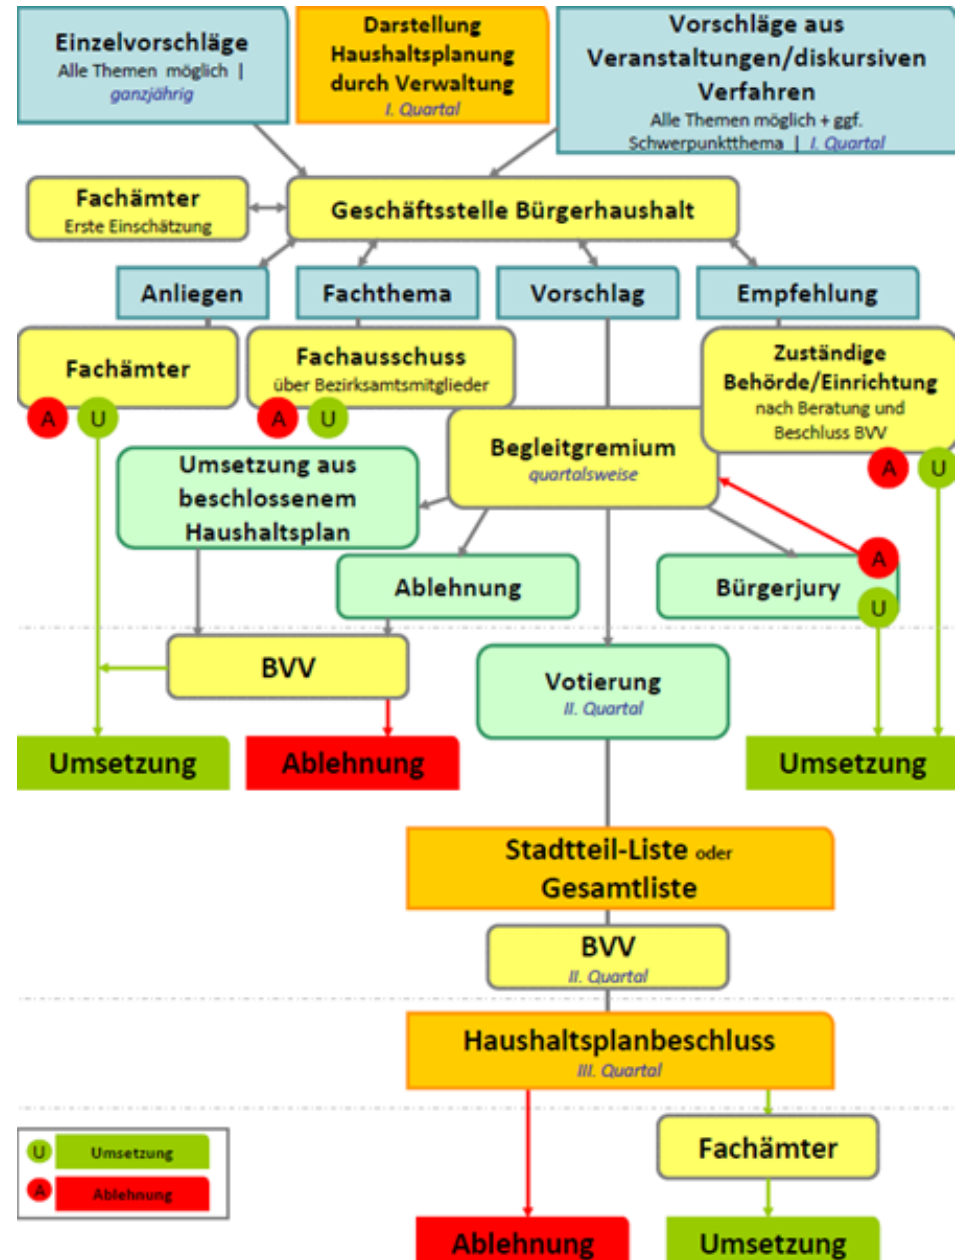 Einzelvorschläge
Alle Themen möglich |
ganzjährig
Darstellung
Haushaltsplanung
durch Verwaltung
I. Quartal
Vorschläge aus
Veranstaltungen/diskursiven
Verfahren
Alle Themen möglich + ggf.
Schwerpunktthema | I. Quartal
Fachämter
Erste Einschätzung
Geschäftsstelle Bürgerhaushalt
Anliegen
Fachthema
Vorschlag
Empfehlung
Fachämter
A
U
Fachausschuss
über Bezirksamtsmitglieder
A
U
Zuständige
Behörde/Einrichtung
nach Beratung und
Beschluss BVV
A
U
Begleitgremium
quartalsweise
Umsetzung aus
beschlossenem
Haushaltsplan
Ablehnung
Bürgerjury
A
U
BVV
Votierung
II. Quartal
Umsetzung
Ablehnung
Umsetzung
Stadtteil-Liste oder
Gesamtliste
BVV
II. Quartal
Haushaltsplanbeschluss
III. Quartal
Fachämter
U Umsetzung
A Ablehnung
Ablehnung
Umsetzung